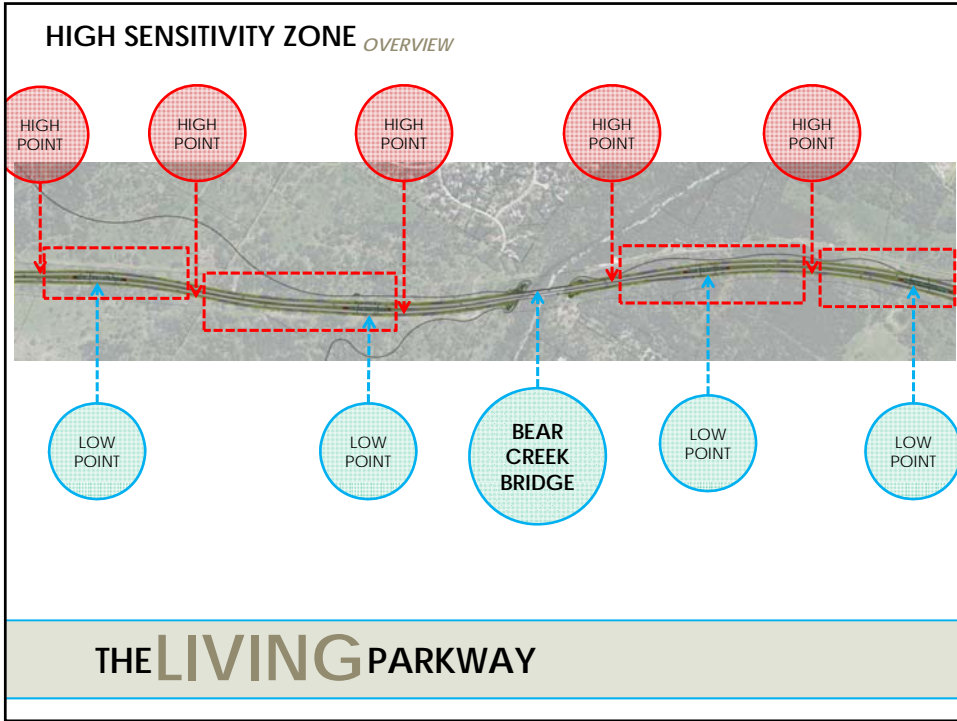 HIGH SENSITIVITY ZONE OVERVIEW
HIGH
POINT
HIGH
POINT
HIGH
POINT
HIGH
POINT
HIGH
POINT
LOW
POINT
LOW
POINT
BEAR
CREEK
BRIDGE
LOW
POINT
LOW
POINT
THE LIVING PARKWAY